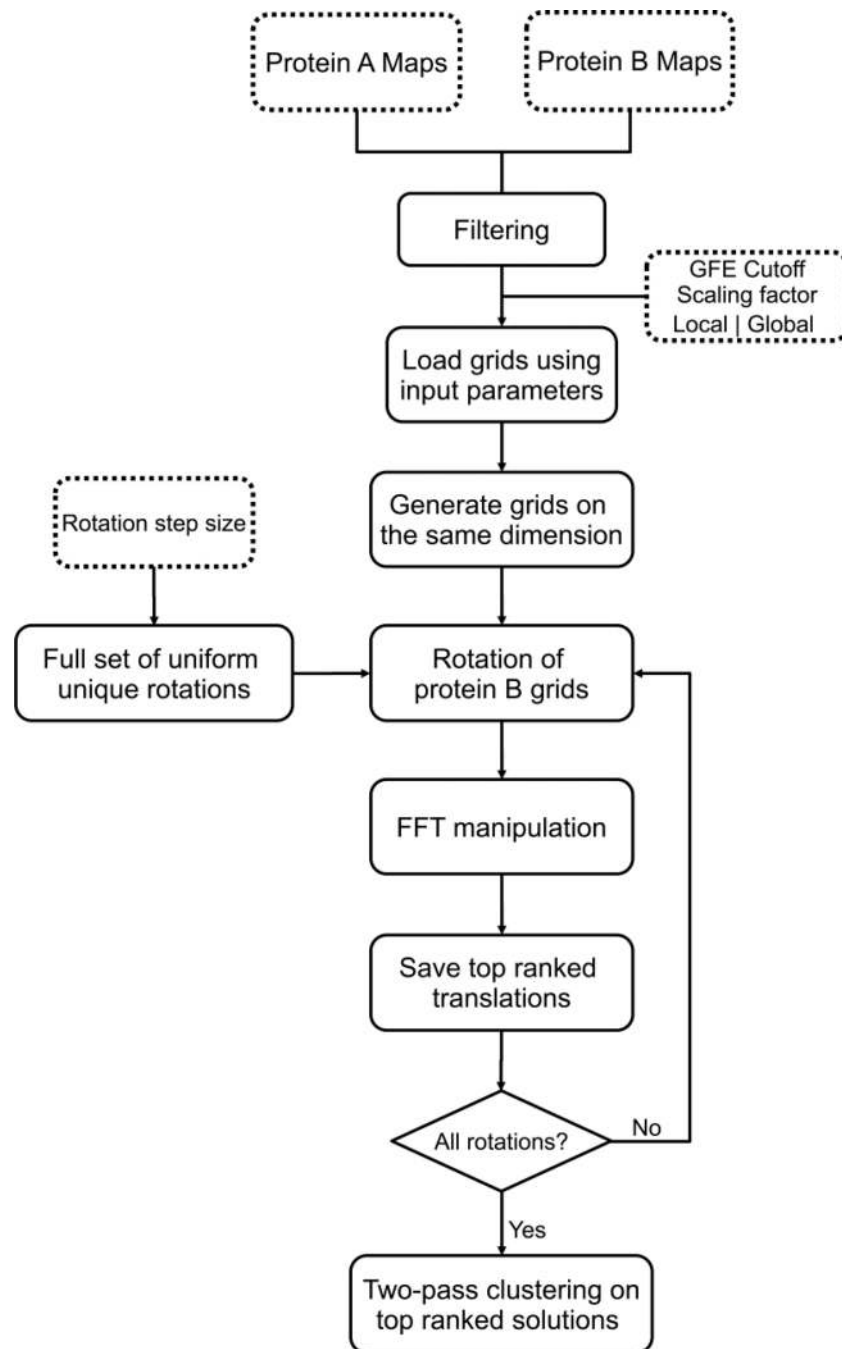 Protein A Maps
Protein B Maps
Filtering
GFE Cutoff
Scaling factor
Local | Global
Load grids using
input parameters
Generate grids on
the same dimension
Rotation step size
Full set of uniform
unique rotations
Rotation of
protein B grids
FFT manipulation
Save top ranked
translations
All rotations?
No
Yes
Two-pass clustering on
top ranked solutions